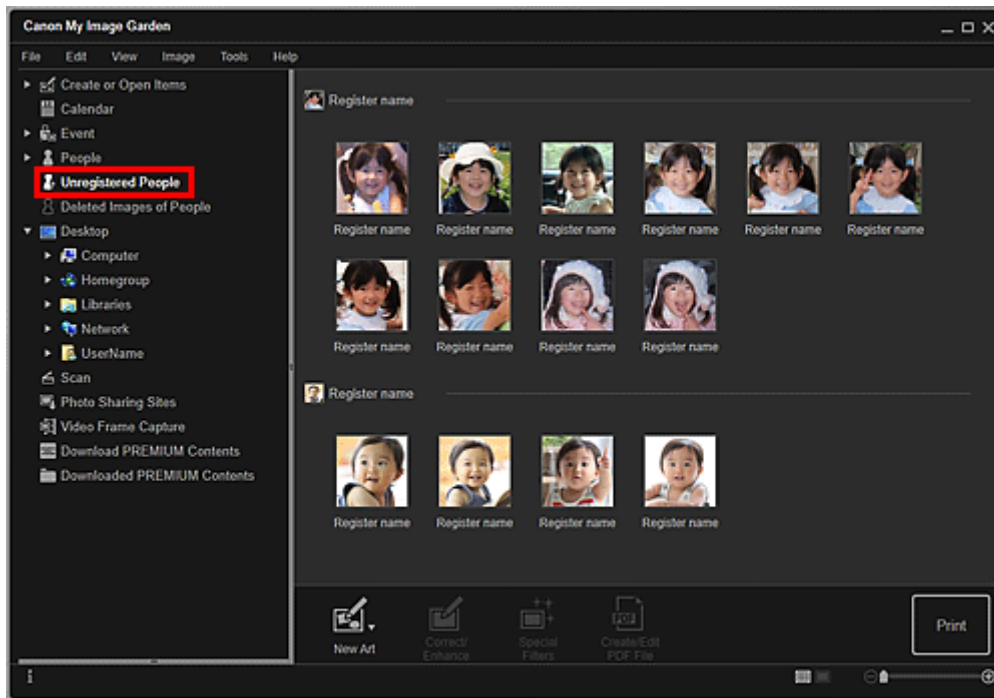 Canon My Image Garden
File Edit View Image Tools Help
Create or Open Items
Calendar
Event
People
Unregistered People
Deleted Images of People
Desktop
Computer
Homegroup
Libraries
Network
UserName
Scan
Photo Sharing Sites
Video Frame Capture
Download PREMIUM Contents
Downloaded PREMIUM Contents
Register name
Register name Register name Register name Register name Register name Register name
Register name Register name Register name Register name
Register name
Register name Register name Register name Register name
New Art
Correct/
Enhance
Special
Filters
PDF
Create/Edit
PDF File
Print